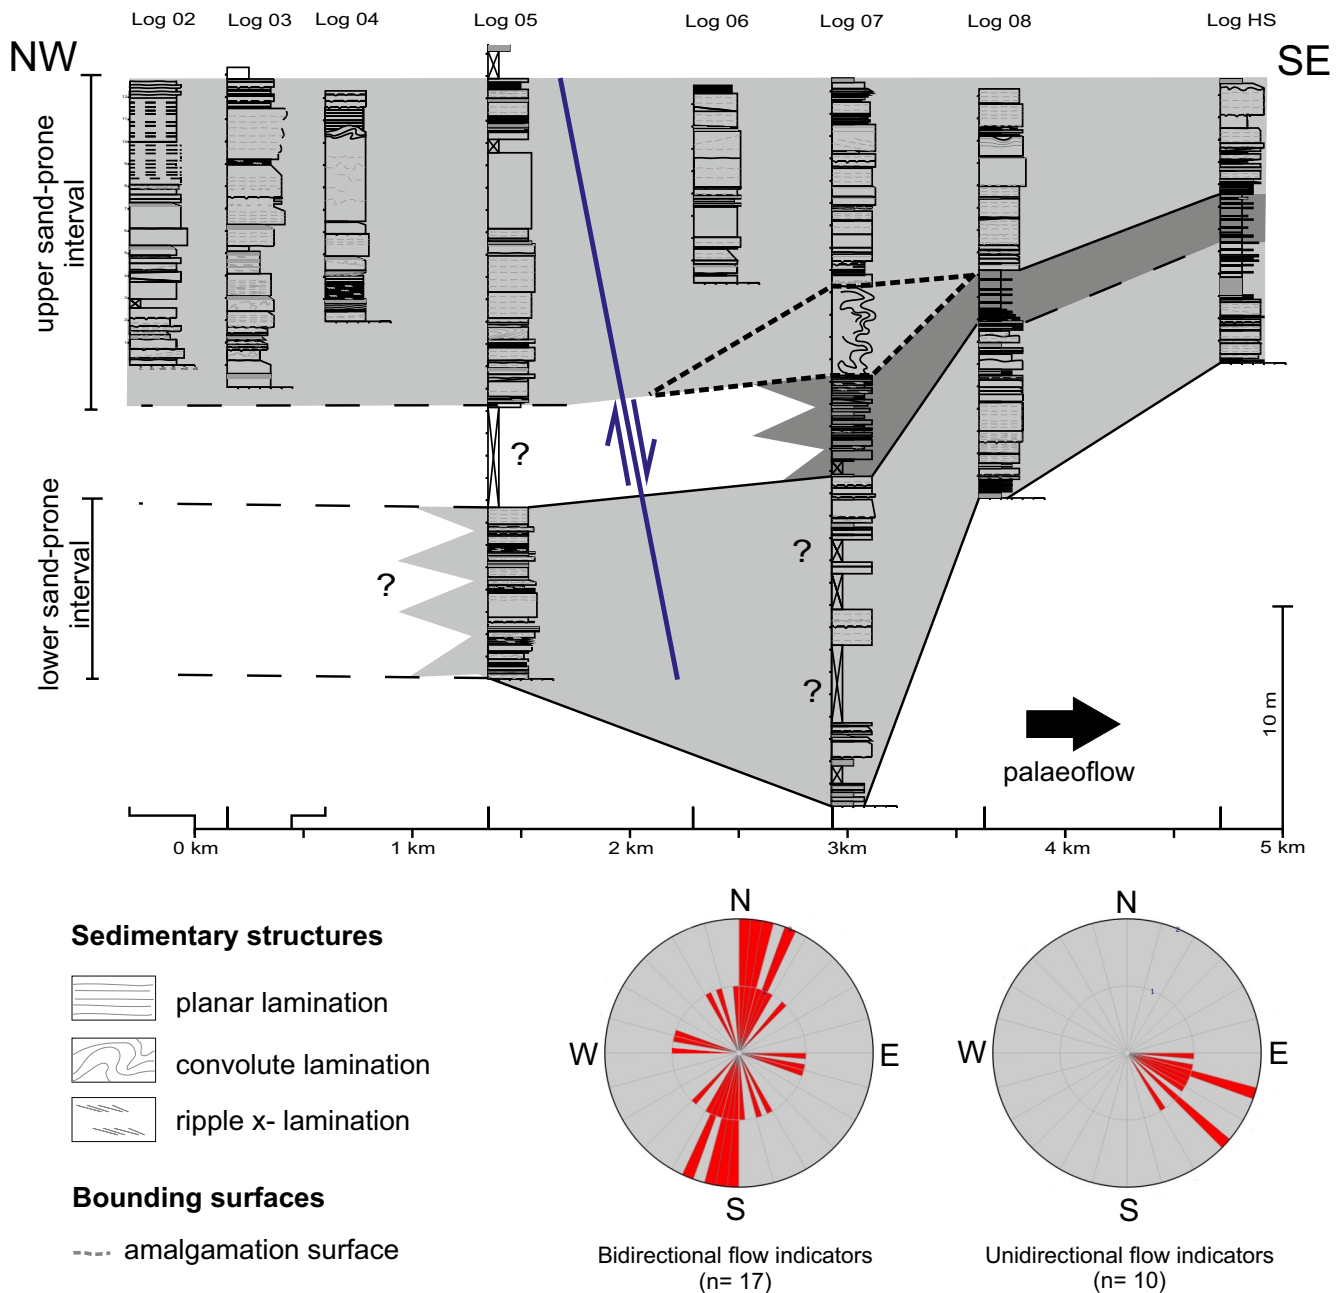 Log 02 Log 03 Log 04 Log 05 Log 06 Log 07 Log 08 Log HS
NW SE
upper sand-prone
interval
lower sand-prone
interval
?
?
?
?
10 m
palaeoflow
0 km 1 km 2 km 3km 4 km 5 km
Sedimentary structures
planar lamination
convolute lamination
ripple x- lamination
Bounding surfaces
amalgamation surface
N
W E
S
Bidirectional flow indicators
(n= 17)
N
2
1
W E
S
Unidirectional flow indicators
(n= 10)